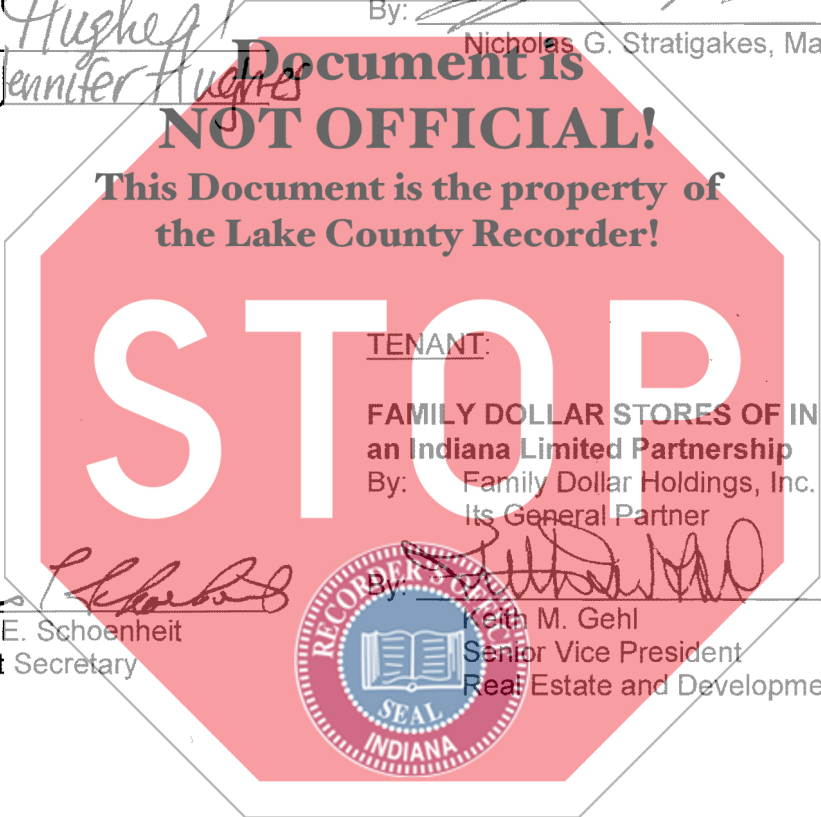 Hughes
By:
Nicholas G. Stratigakes, Ma
Jennifer Hughes
Document is
NOT OFFICIAL!
This Document is the property of
the Lake County Recorder!
STOP
TENANT:
FAMILY DOLLAR STORES OF IN
an Indiana Limited Partnership
By: Family Dollar Holdings, Inc.
Its General Partner
By:
E. Schoenheit
t Secretary
Keith M. Gehl
Senior Vice President
Real Estate and Developme
RECORDER'S OFFICE
SEAL
INDIANA